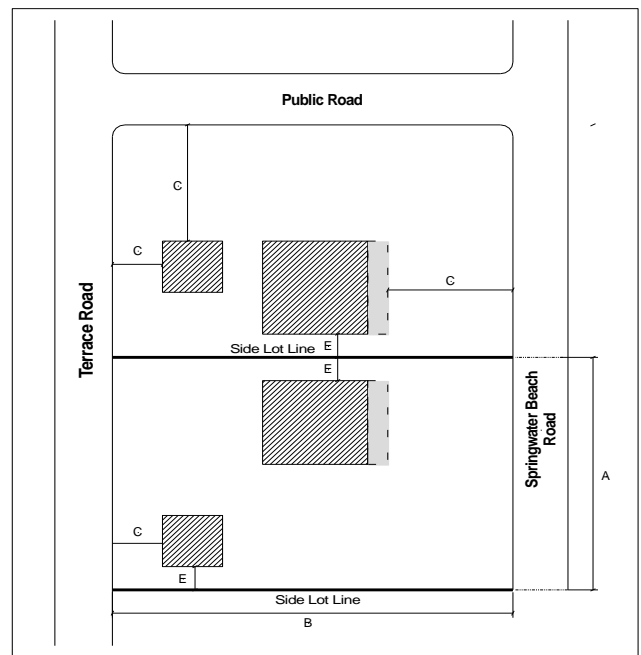 Public Road
C
C
C
Terrace Road
Side Lot Line E
E
Springwater Beach
Road
A
C
E
Side Lot Line
B